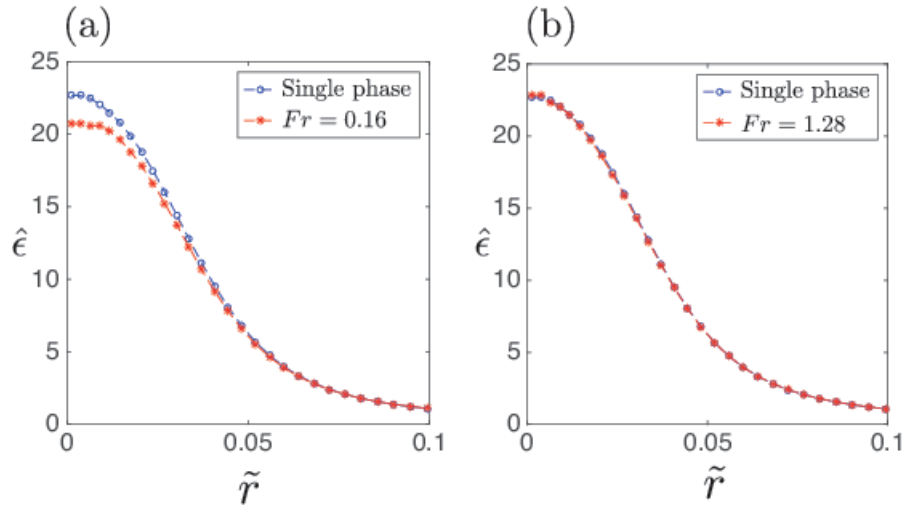 (a)
25
20
15
10
5
0
ε̂
0
0.05
0.1
r̃
Single phase
Fr = 0.16
(b)
25
20
15
10
5
0
ε̂
0
0.05
0.1
r̃
Single phase
Fr = 1.28